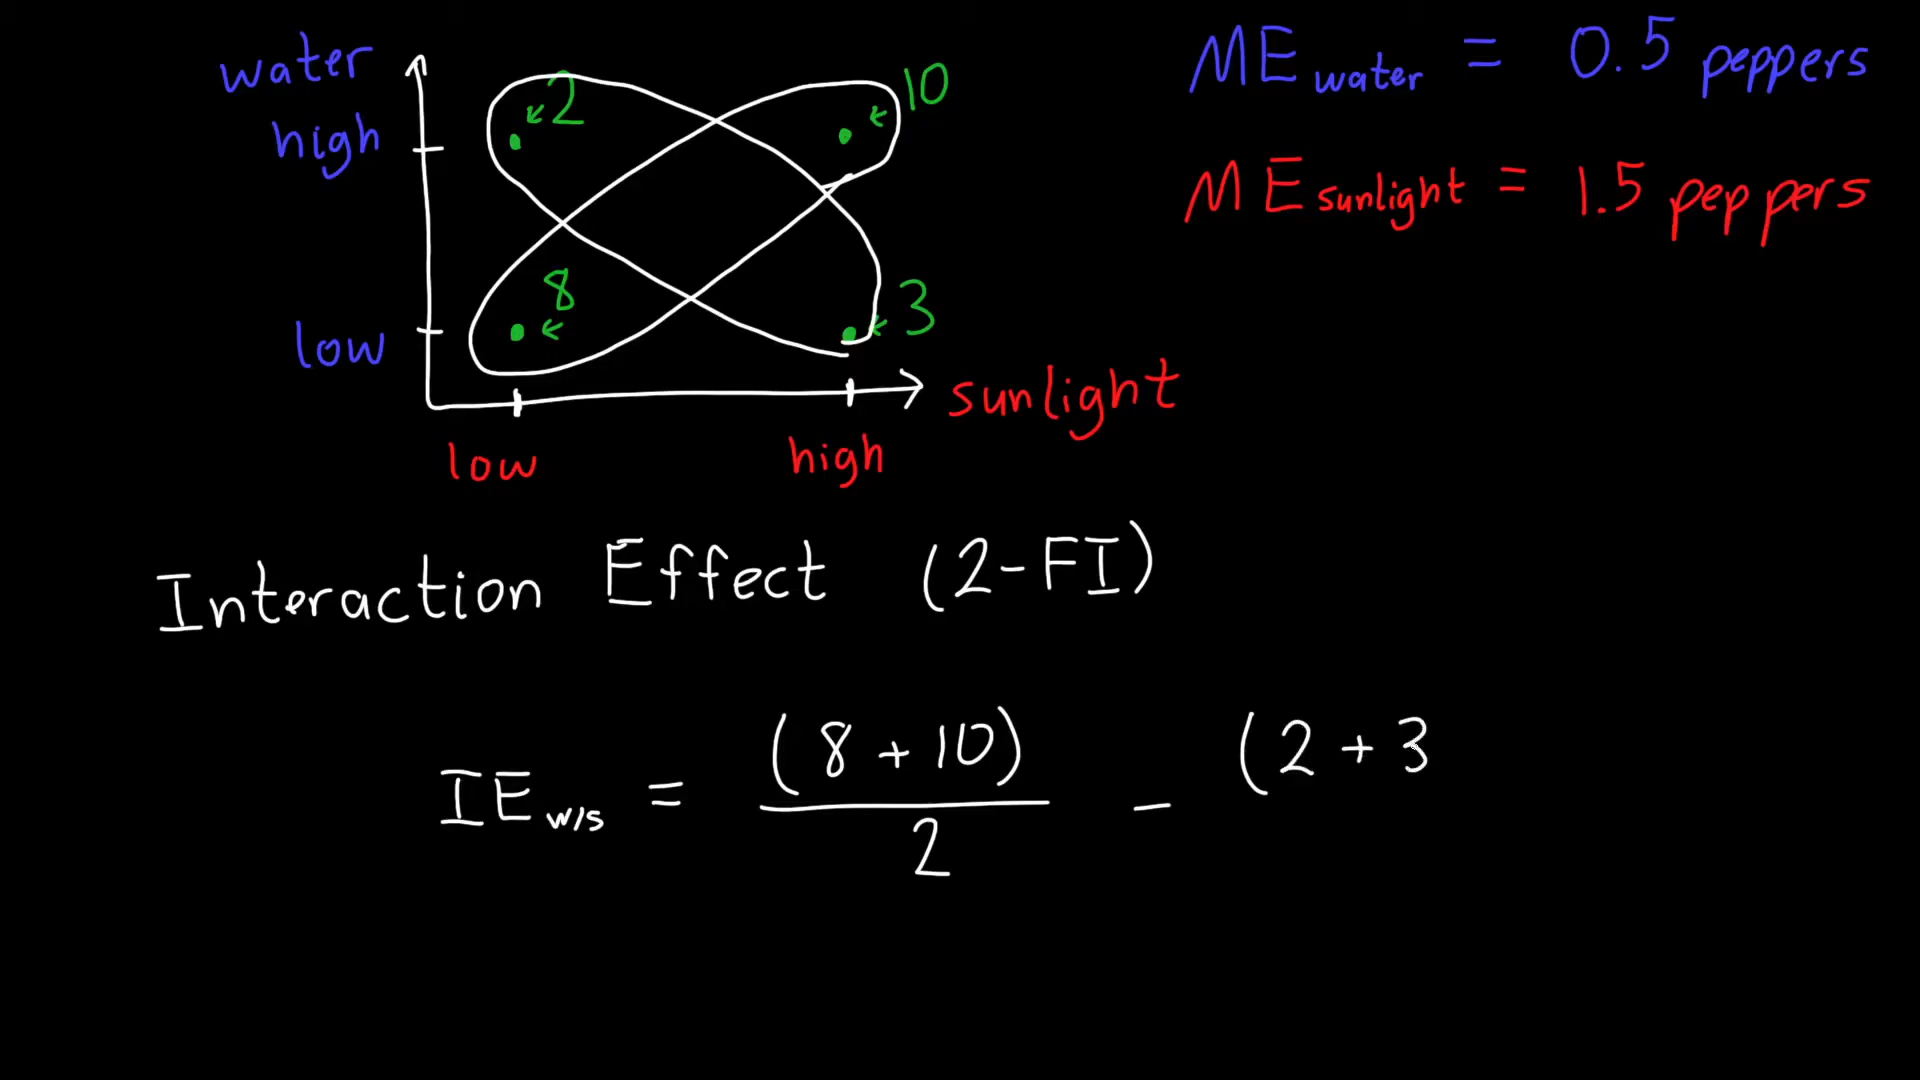 water
high
low
2
10
8
3
sunlight
low
high
ME water = 0.5 peppers
ME sunlight = 1.5 peppers
Interaction Effect (2-FI)
IE w/s = (8 + 10) / 2 - (2 + 3